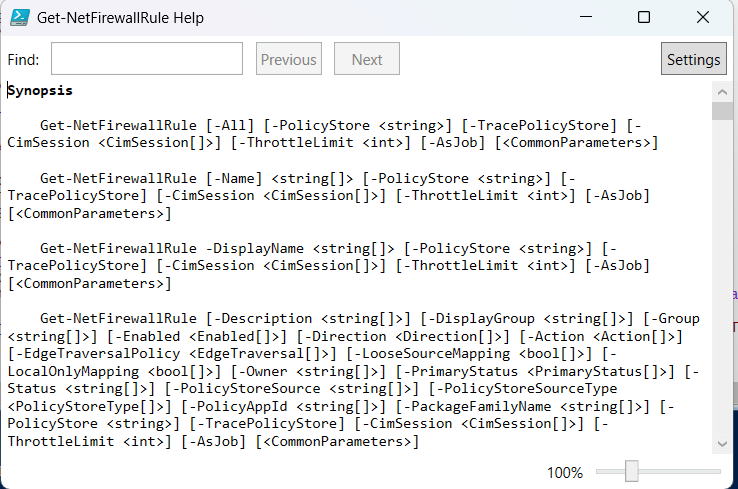 Get-NetFirewallRule Help
Find: Previous Next Settings
Synopsis
Get-NetFirewallRule [-All] [-PolicyStore <string>] [-TracePolicyStore] [-
CimSession <CimSession[]>] [-ThrottleLimit <int>] [-AsJob] [<CommonParameters>]
Get-NetFirewallRule [-Name] <string[]> [-PolicyStore <string>] [-
TracePolicyStore] [-CimSession <CimSession[]>] [-ThrottleLimit <int>] [-AsJob]
[<CommonParameters>]
Get-NetFirewallRule -DisplayName <string[]> [-PolicyStore <string>] [-
TracePolicyStore] [-CimSession <CimSession[]>] [-ThrottleLimit <int>] [-AsJob]
[<CommonParameters>]
Get-NetFirewallRule [-Description <string[]>] [-DisplayGroup <string[]>] [-Group
<string[]>] [-Enabled <Enabled[]>] [-Direction <Direction[]>] [-Action <Action[]>]
[-EdgeTraversalPolicy <EdgeTraversal[]>] [-LooseSourceMapping <bool[]>] [-
LocalOnlyMapping <bool[]>] [-Owner <string[]>] [-PrimaryStatus <PrimaryStatus[]>] [-
Status <string[]>] [-PolicyStoreSource <string[]>] [-PolicyStoreSourceType
<PolicyStoreType[]>] [-PolicyAppId <string[]>] [-PackageFamilyName <string[]>] [-
PolicyStore <string>] [-TracePolicyStore] [-CimSession <CimSession[]>] [-
ThrottleLimit <int>] [-AsJob] [<CommonParameters>]
100%